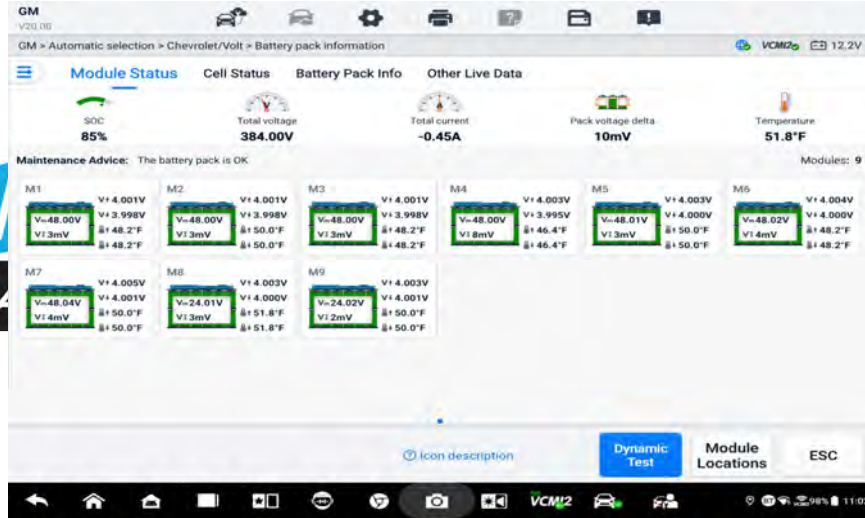 GM
V20.00
GM > Automatic selection > Chevrolet/Volt > Battery pack information
VCMI2 12.2V
Module Status Cell Status Battery Pack Info Other Live Data
SOC Total voltage Total current Pack voltage delta Temperature
85% 384.00V -0.45A 10mV 51.8°F
Maintenance Advice: The battery pack is OK Modules: 9
M1 M2 M3 M4 M5 M6
V↑4.001V V↑4.001V V↑4.001V V↑4.003V V↑4.003V V↑4.004V
V=48.00V V↓3.998V V=48.00V V↓3.998V V=48.00V V↓3.998V V=48.00V V↓3.995V V=48.01V V↓4.000V V=48.02V V↓4.000V
V↕3mV 48.2°F V↕3mV 50.0°F V↕3mV 48.2°F V↕8mV 46.4°F V↕3mV 50.0°F V↕4mV 48.2°F
48.2°F 50.0°F 48.2°F 46.4°F 50.0°F 48.2°F
M7 M8 M9
V↑4.005V V↑4.003V V↑4.003V
V=48.04V V↓4.001V V=24.01V V↓4.000V V=24.02V V↓4.001V
V↕4mV 50.0°F V↕3mV 51.8°F V↕2mV 50.0°F
50.0°F 51.8°F 50.0°F
Icon description
Dynamic Test
Module Locations
ESC
VCMI2 BT 98% 11:0